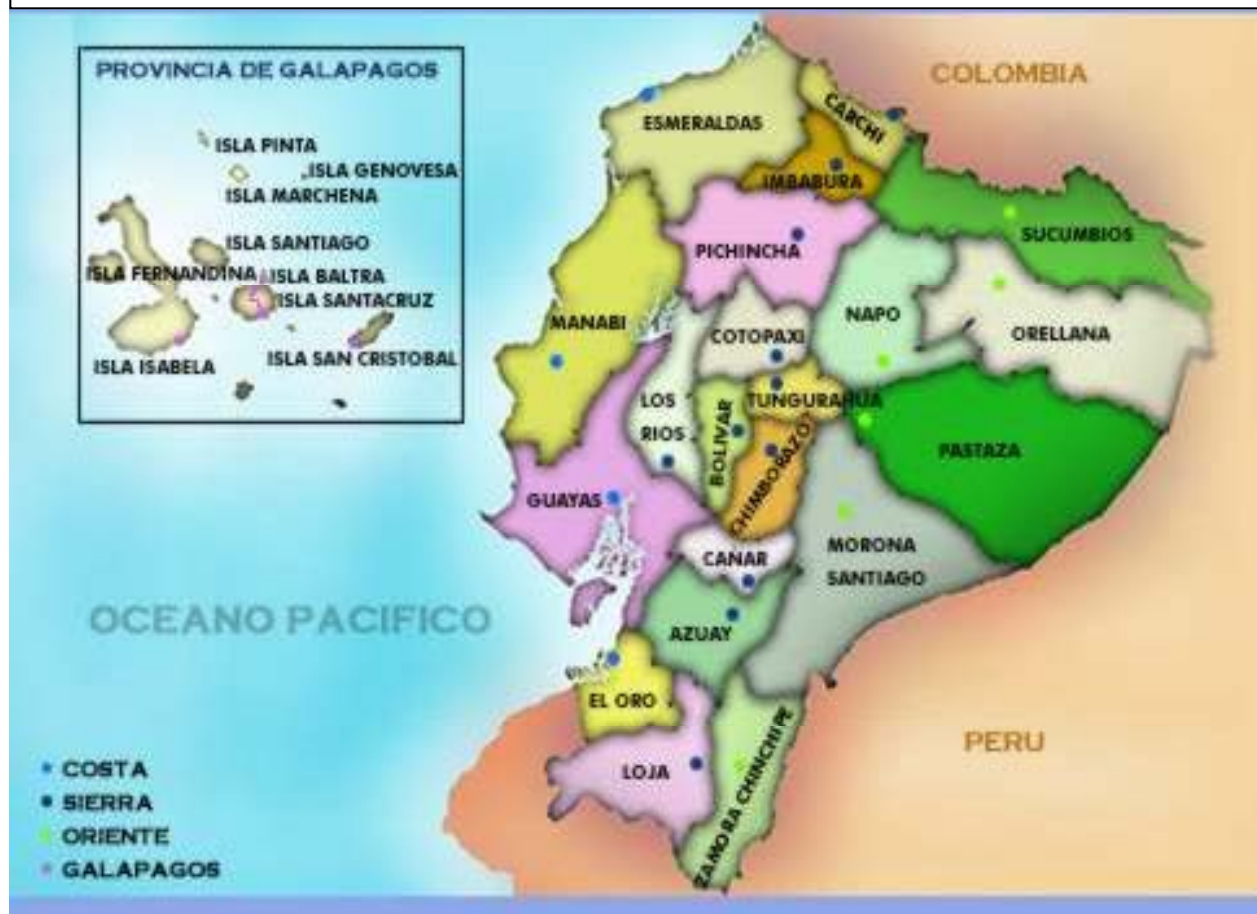 PROVINCIA DE GALAPAGOS
ISLA PINTA
ISLA GENOVESA
ISLA MARCHENA
ISLA SANTIAGO
ISLA FERNANDINA
ISLA BALTRA
ISLA SANTACRUZ
ISLA SAN CRISTOBAL
ISLA ISABELA
COLOMBIA
ESMERALDAS
CARCHI
IMBABURA
SUCUMBIOS
PICHINCHA
MANABI
COTOPAXI
NAPO
ORELLANA
LOS
RIOS
BOLIVAR
TUNGURAHUA
CHIMBORAZO
PASTAZA
GUAYAS
CANAR
MORONA
SANTIAGO
OCEANO PACIFICO
AZUAY
EL ORO
LOJA
ZAMORA CHINCHIPE
PERU
COSTA
SIERRA
ORIENTE
GALAPAGOS